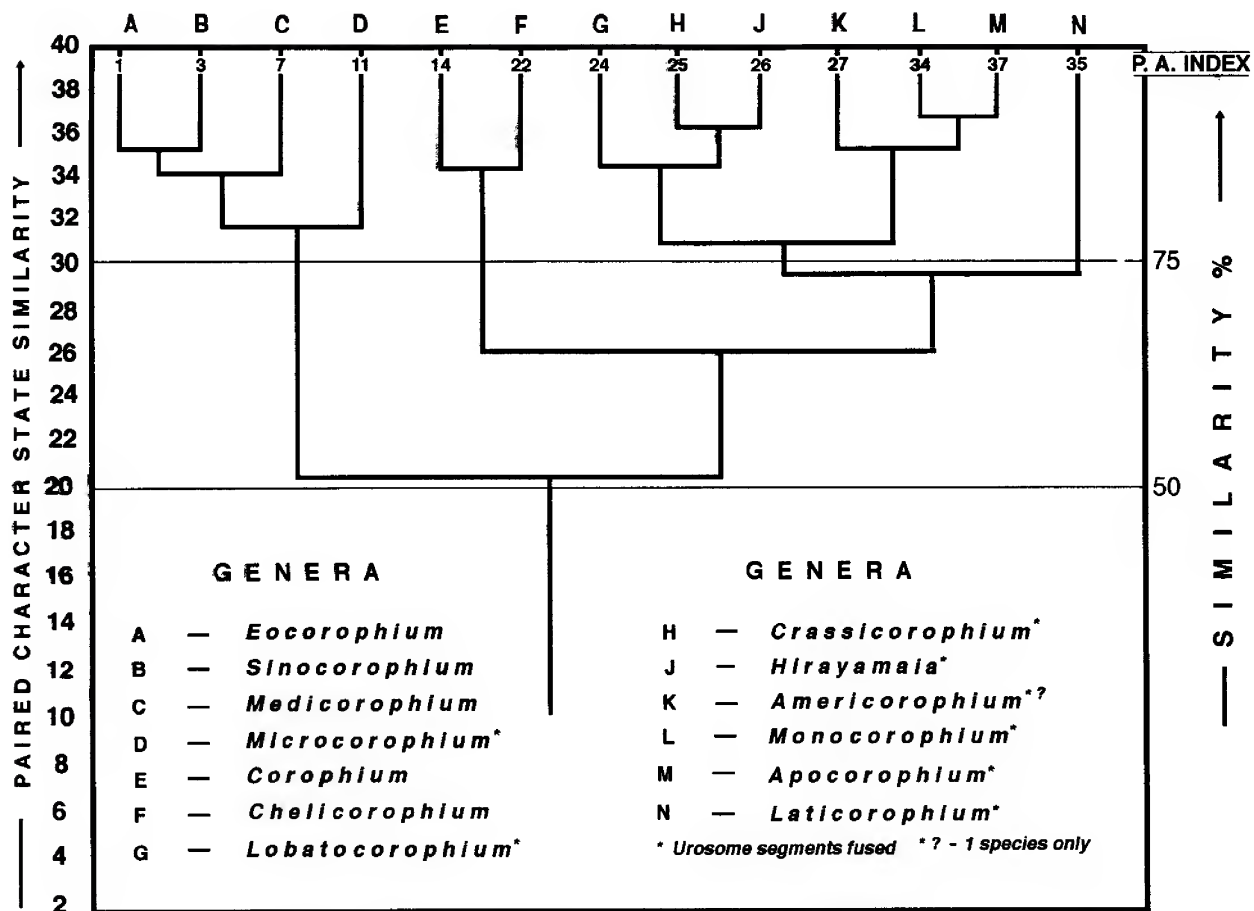 A B C D E F G H J K L M N
1 3 7 11 14 22 24 25 26 27 34 37 35 P. A. INDEX
40
38
36
34
32
30 75
28
26
24
22
20 50
18
16
14
12
10
8
6
4
2
PAIRED CHARACTER STATE SIMILARITY
SIMILARITY %
GENERA
A — Eocorophium
B — Sinocorophium
C — Medicorophium
D — Microcorophium*
E — Corophium
F — Chelicorophium
G — Lobatocorophium*
GENERA
H — Crassicorophium*
J — Hirayamaia*
K — Americorophium*?
L — Monocorophium*
M — Apocorophium*
N — Laticorophium*
* Urosome segments fused *? - 1 species only